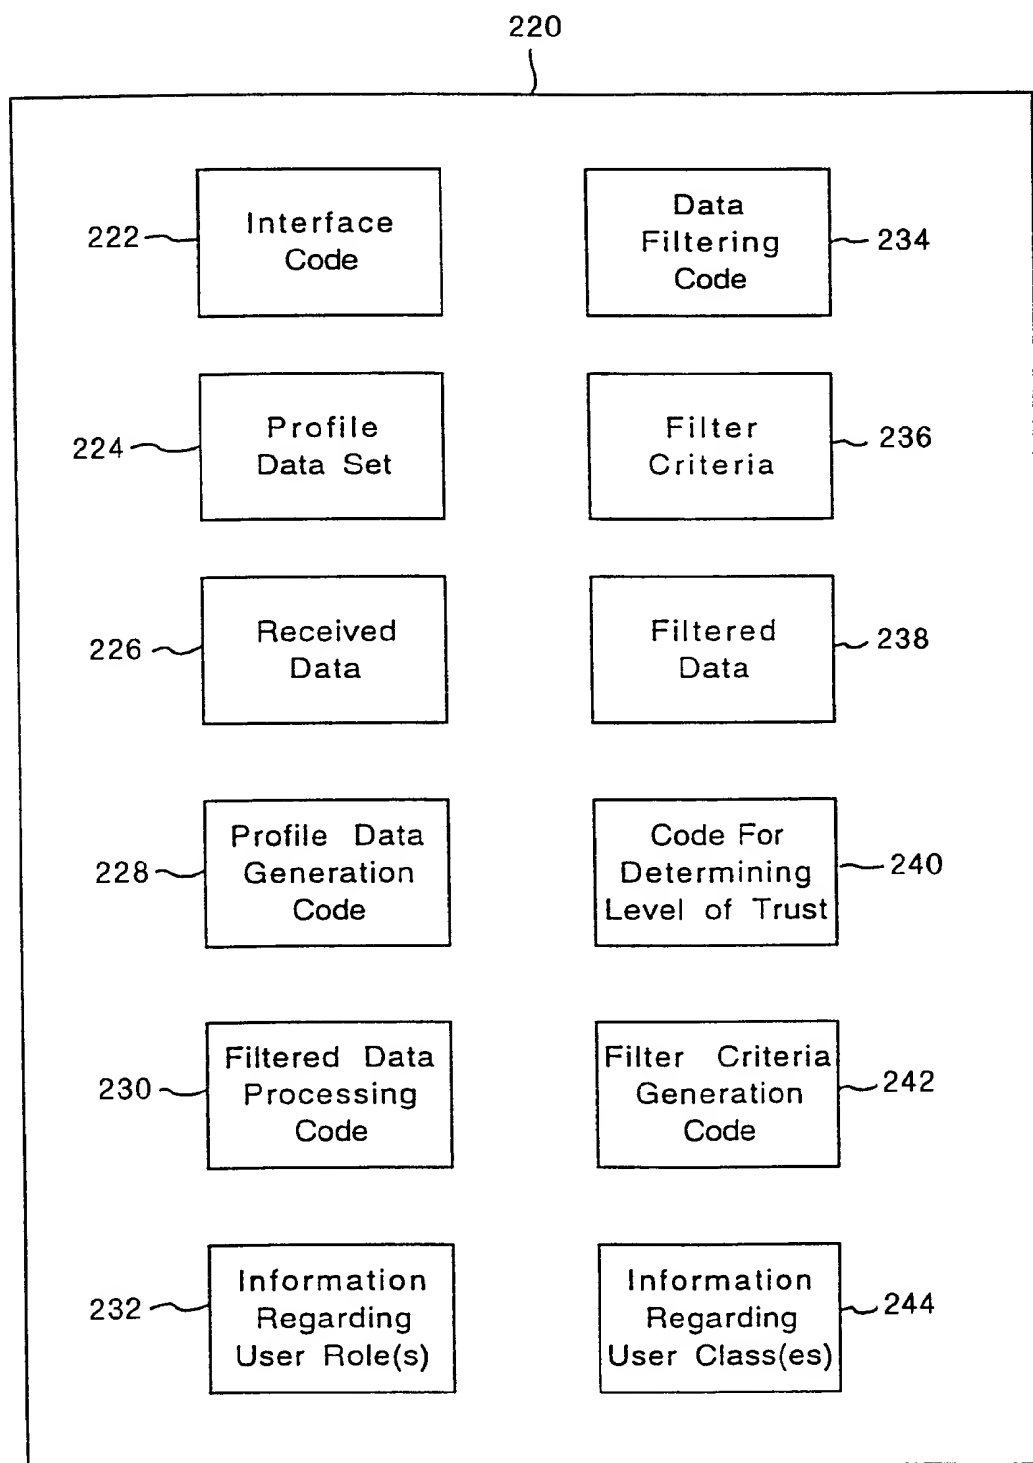 220
222
Interface
Code
Data
Filtering
Code
234
224
Profile
Data Set
Filter
Criteria
236
226
Received
Data
Filtered
Data
238
228
Profile Data
Generation
Code
Code For
Determining
Level of Trust
240
230
Filtered Data
Processing
Code
Filter Criteria
Generation
Code
242
232
Information
Regarding
User Role(s)
Information
Regarding
User Class(es)
244